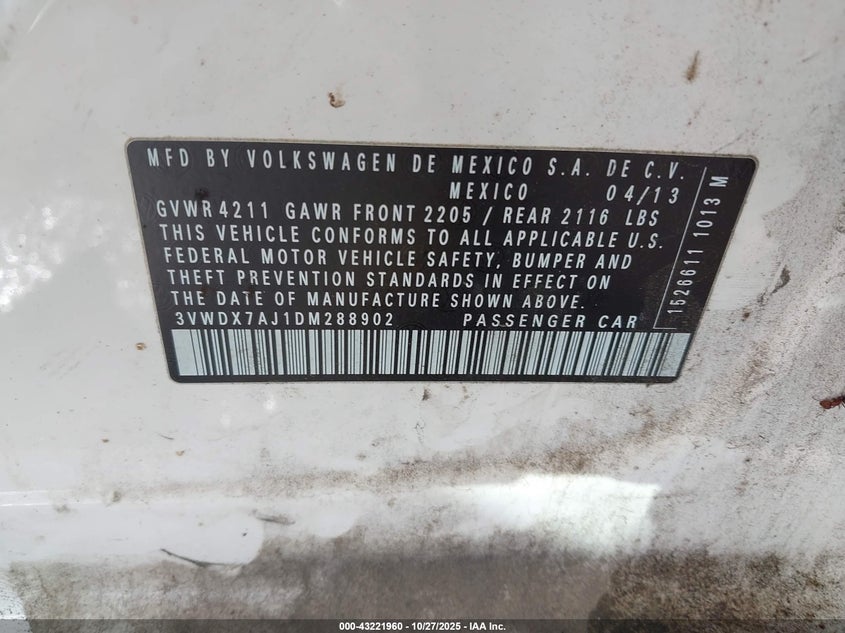 MFD BY VOLKSWAGEN DE MEXICO S.A. DE C.V.
MEXICO 04/13
GVWR 4211 GAWR FRONT 2205 / REAR 2116 LBS
THIS VEHICLE CONFORMS TO ALL APPLICABLE U.S.
FEDERAL MOTOR VEHICLE SAFETY, BUMPER AND
THEFT PREVENTION STANDARDS IN EFFECT ON
THE DATE OF MANUFACTURE SHOWN ABOVE.
3VWDX7AJ1DM288902 PASSENGER CAR
1626611 1013 M
000-43221960 - 10/27/2025 - IAA Inc.